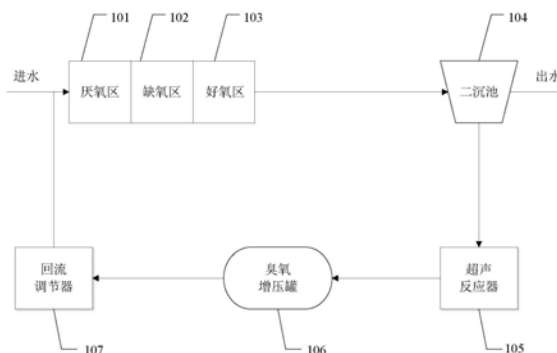 101
102
103
104
进水
厌氧区
缺氧区
好氧区
二沉池
出水
回流
调节器
臭氧
增压罐
超声
反应器
107
106
105